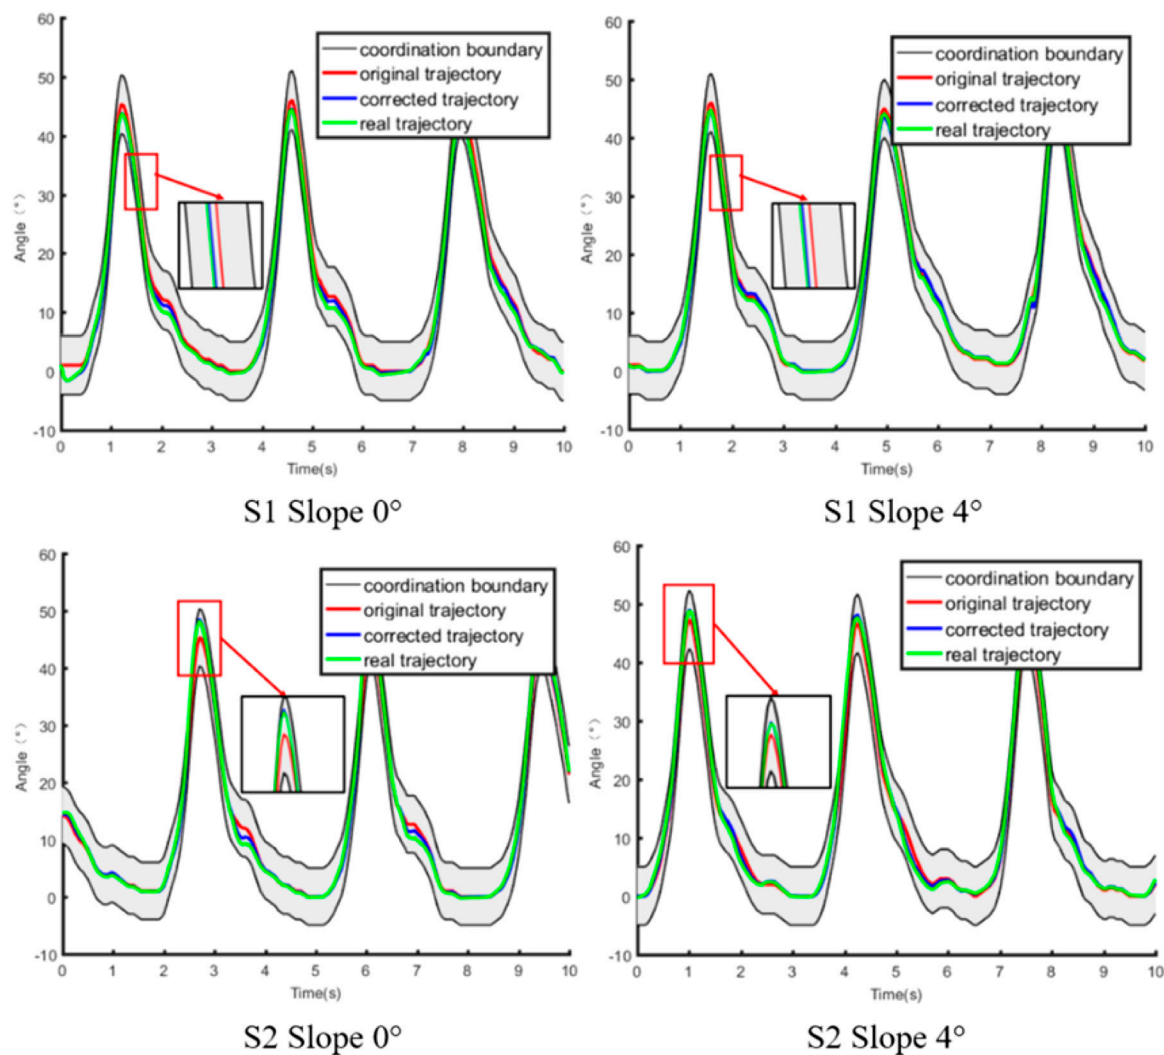 60
50
40
30
20
10
0
-10
Angle (°)
coordination boundary
original trajectory
corrected trajectory
real trajectory
0 1 2 3 4 5 6 7 8 9 10
Time(s)
S1 Slope 0°
60
50
40
30
20
10
0
-10
Angle (°)
coordination boundary
original trajectory
corrected trajectory
real trajectory
0 1 2 3 4 5 6 7 8 9 10
Time(s)
S1 Slope 4°
60
50
40
30
20
10
0
-10
Angle (°)
coordination boundary
original trajectory
corrected trajectory
real trajectory
0 1 2 3 4 5 6 7 8 9 10
Time(s)
S2 Slope 0°
60
50
40
30
20
10
0
-10
Angle (°)
coordination boundary
original trajectory
corrected trajectory
real trajectory
0 1 2 3 4 5 6 7 8 9 10
Time(s)
S2 Slope 4°